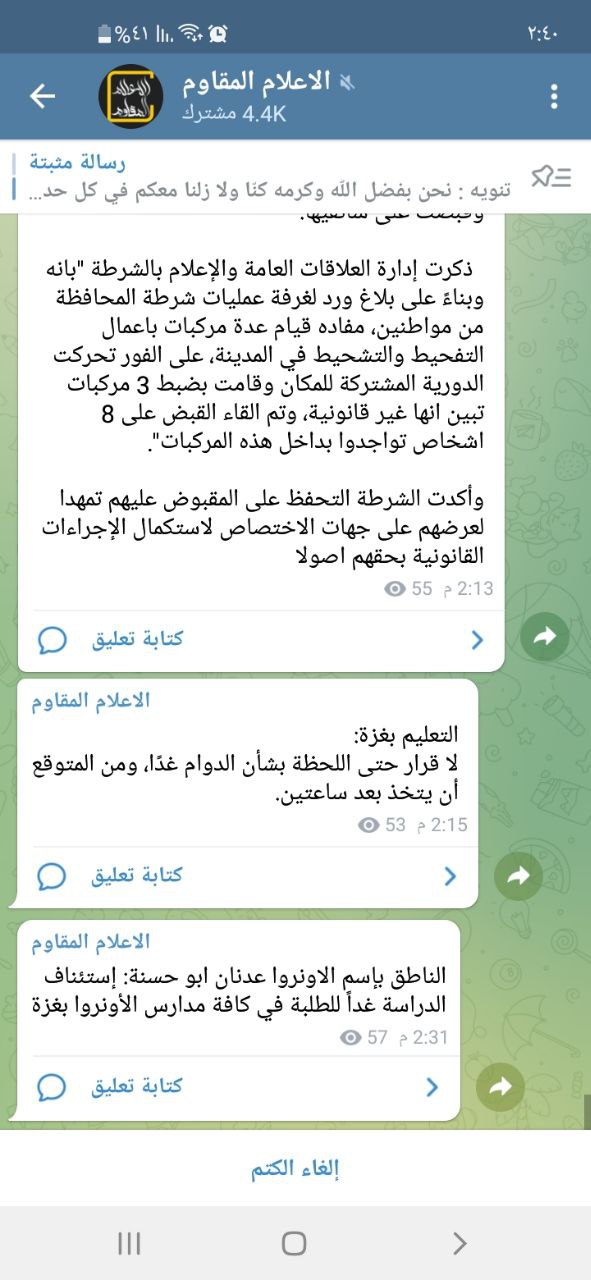 ٢:٤٠
٤١%
الاعلام المقاوم
4.4K مشترك
رسالة مثبتة
تنويه : نحن بفضل الله وكرمه كنّا ولا زلنا معكم في كل حد...
ذكرت إدارة العلاقات العامة والإعلام بالشرطة "بانه
وبناءً على بلاغ ورد لغرفة عمليات شرطة المحافظة
من مواطنين، مفاده قيام عدة مركبات باعمال
التفحيط والتشحيط في المدينة، على الفور تحركت
الدورية المشتركة للمكان وقامت بضبط 3 مركبات
تبين انها غير قانونية، وتم القاء القبض على 8
اشخاص تواجدوا بداخل هذه المركبات".
وأكدت الشرطة التحفظ على المقبوض عليهم تمهدا
لعرضهم على جهات الاختصاص لاستكمال الإجراءات
القانونية بحقهم اصولا
55 2:13 م
كتابة تعليق
الاعلام المقاوم
التعليم بغزة:
لا قرار حتى اللحظة بشأن الدوام غدًا، ومن المتوقع
أن يتخذ بعد ساعتين.
53 2:15 م
كتابة تعليق
الاعلام المقاوم
الناطق بإسم الاونروا عدنان ابو حسنة: إستئناف
الدراسة غداً للطلبة في كافة مدارس الأونروا بغزة
57 2:31 م
كتابة تعليق
إلغاء الكتم